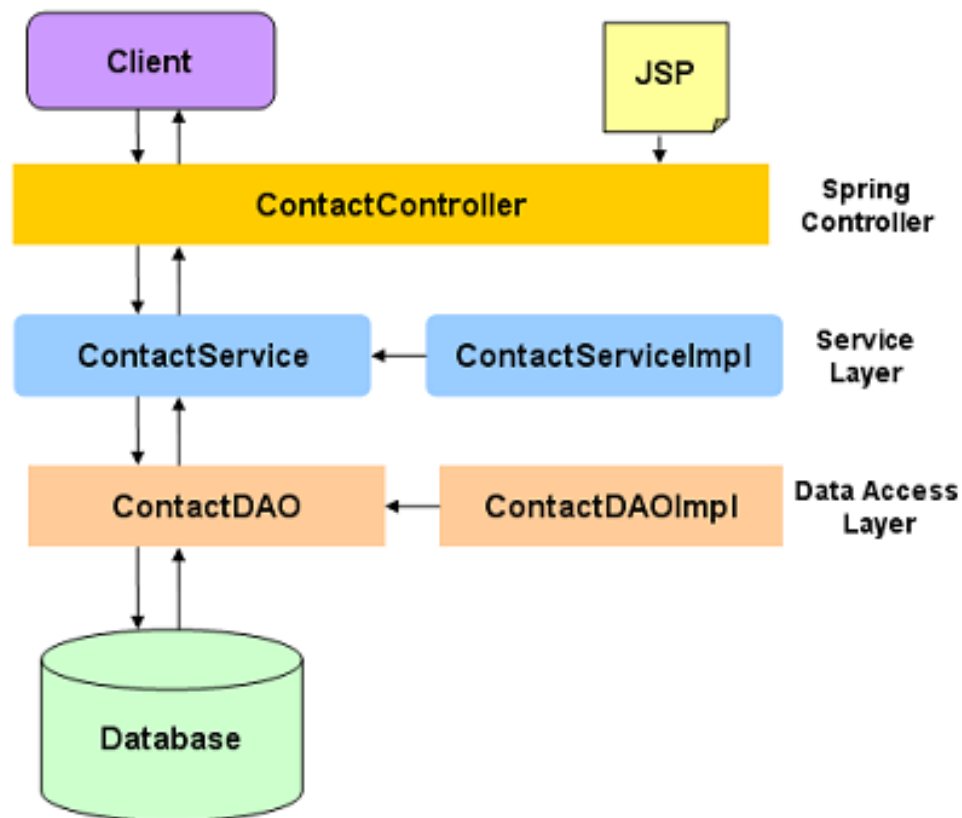 Client
JSP
ContactController
Spring
Controller
ContactService
ContactServiceImpl
Service
Layer
ContactDAO
ContactDAOImpl
Data Access
Layer
Database